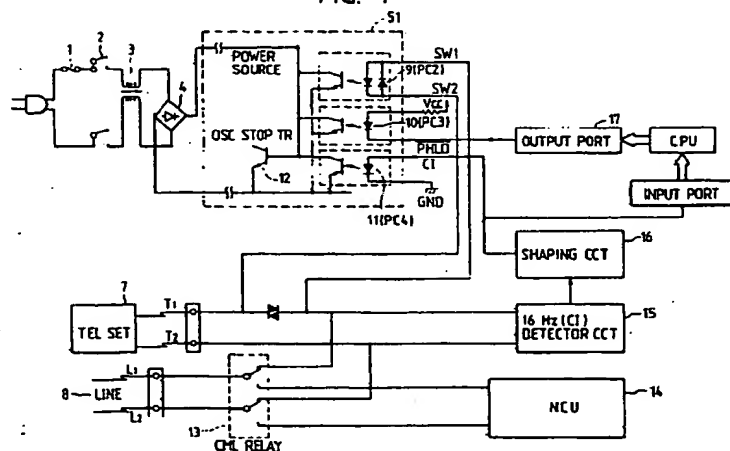 51
1
2
3
4
POWER
SOURCE
SW1
9(PC2)
SW2
Vcc
10(PC3)
OSC STOP TR
12
PHLD
CI
11(PC4)
GND
17
OUTPUT PORT
CPU
INPUT PORT
16
SHAPING CCT
7
T1
TEL SET
T2
15
16 Hz (CI)
DETECTOR CCT
L1
8
LINE
L2
14
NCU
13
CML RELAY